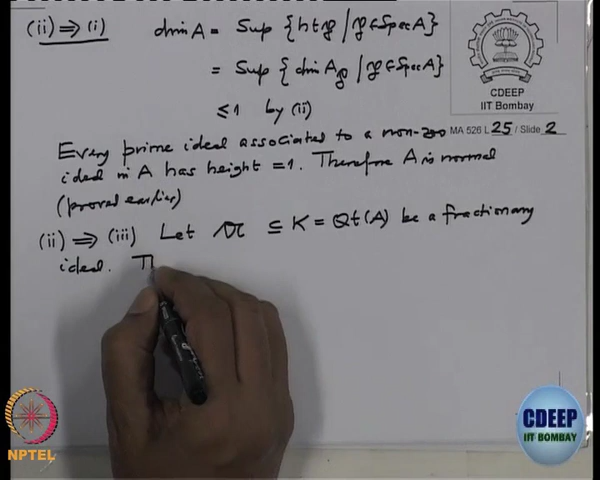 (ii) ⇒ (i) dim A = Sup {ht 𝔭 | 𝔭 ∈ Spec A}
= Sup {dim A𝔭 | 𝔭 ∈ Spec A}
≤ 1 by (ii)
CDEEP
IIT Bombay
MA 526 L 25 / Slide 2
Every prime ideal associated to a non-zero
ideal in A has height = 1. Therefore A is normal
(proved earlier)
(ii) ⇒ (iii) Let 𝔞 ⊆ K = Qt(A) be a fractionary
ideal. T
NPTEL
CDEEP
IIT BOMBAY